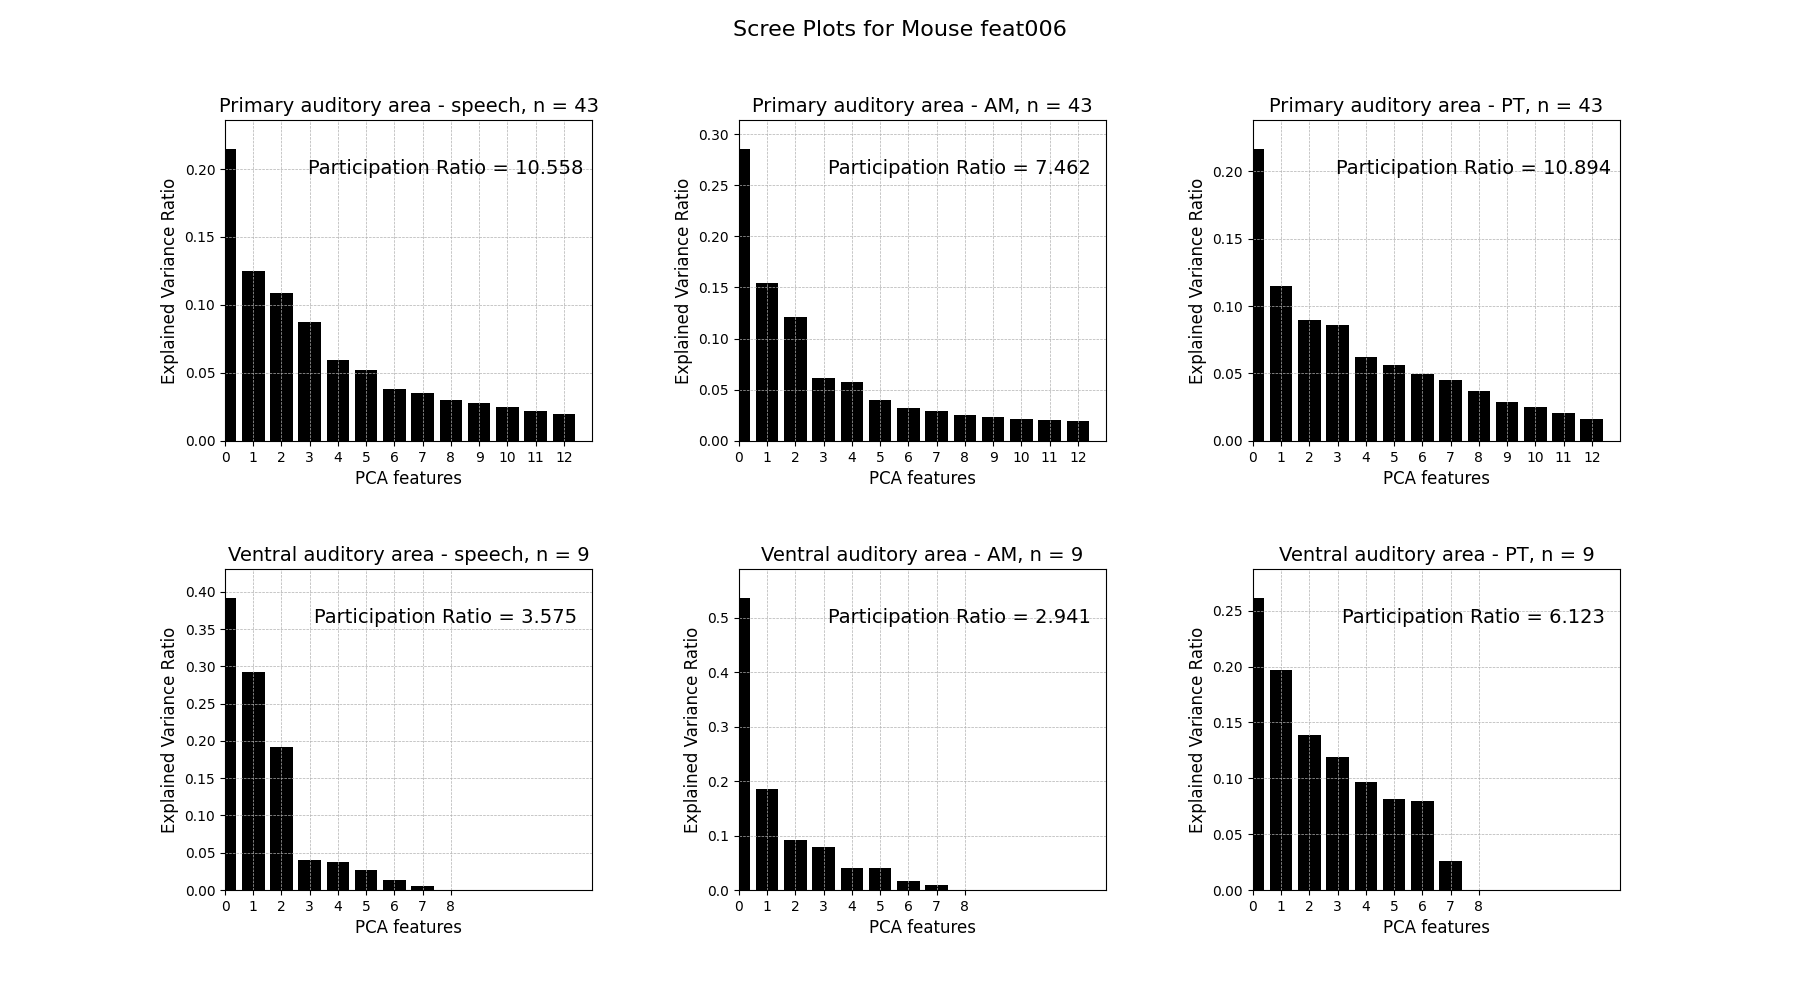 Scree Plots for Mouse feat006
Primary auditory area - speech, n = 43
Participation Ratio = 10.558
Explained Variance Ratio
0.20
0.15
0.10
0.05
0.00
0 1 2 3 4 5 6 7 8 9 10 11 12
PCA features
Primary auditory area - AM, n = 43
Participation Ratio = 7.462
Explained Variance Ratio
0.30
0.25
0.20
0.15
0.10
0.05
0.00
0 1 2 3 4 5 6 7 8 9 10 11 12
PCA features
Primary auditory area - PT, n = 43
Participation Ratio = 10.894
Explained Variance Ratio
0.20
0.15
0.10
0.05
0.00
0 1 2 3 4 5 6 7 8 9 10 11 12
PCA features
Ventral auditory area - speech, n = 9
Participation Ratio = 3.575
Explained Variance Ratio
0.40
0.35
0.30
0.25
0.20
0.15
0.10
0.05
0.00
0 1 2 3 4 5 6 7 8
PCA features
Ventral auditory area - AM, n = 9
Participation Ratio = 2.941
Explained Variance Ratio
0.5
0.4
0.3
0.2
0.1
0.0
0 1 2 3 4 5 6 7 8
PCA features
Ventral auditory area - PT, n = 9
Participation Ratio = 6.123
Explained Variance Ratio
0.25
0.20
0.15
0.10
0.05
0.00
0 1 2 3 4 5 6 7 8
PCA features